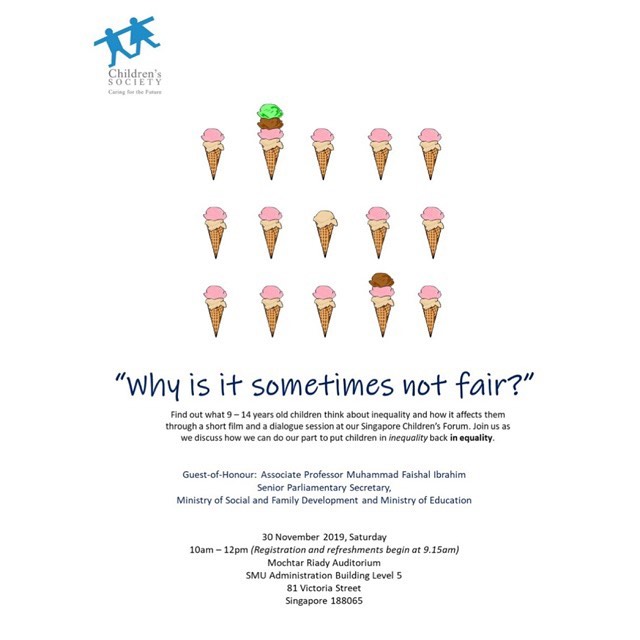 Children's
SOCIETY
Caring for the Future
“Why is it sometimes not fair?”
Find out what 9 – 14 years old children think about inequality and how it affects them
through a short film and a dialogue session at our Singapore Children’s Forum. Join us as
we discuss how we can do our part to put children in inequality back in equality.
Guest-of-Honour: Associate Professor Muhammad Faishal Ibrahim
Senior Parliamentary Secretary,
Ministry of Social and Family Development and Ministry of Education
30 November 2019, Saturday
10am – 12pm (Registration and refreshments begin at 9.15am)
Mochtar Riady Auditorium
SMU Administration Building Level 5
81 Victoria Street
Singapore 188065